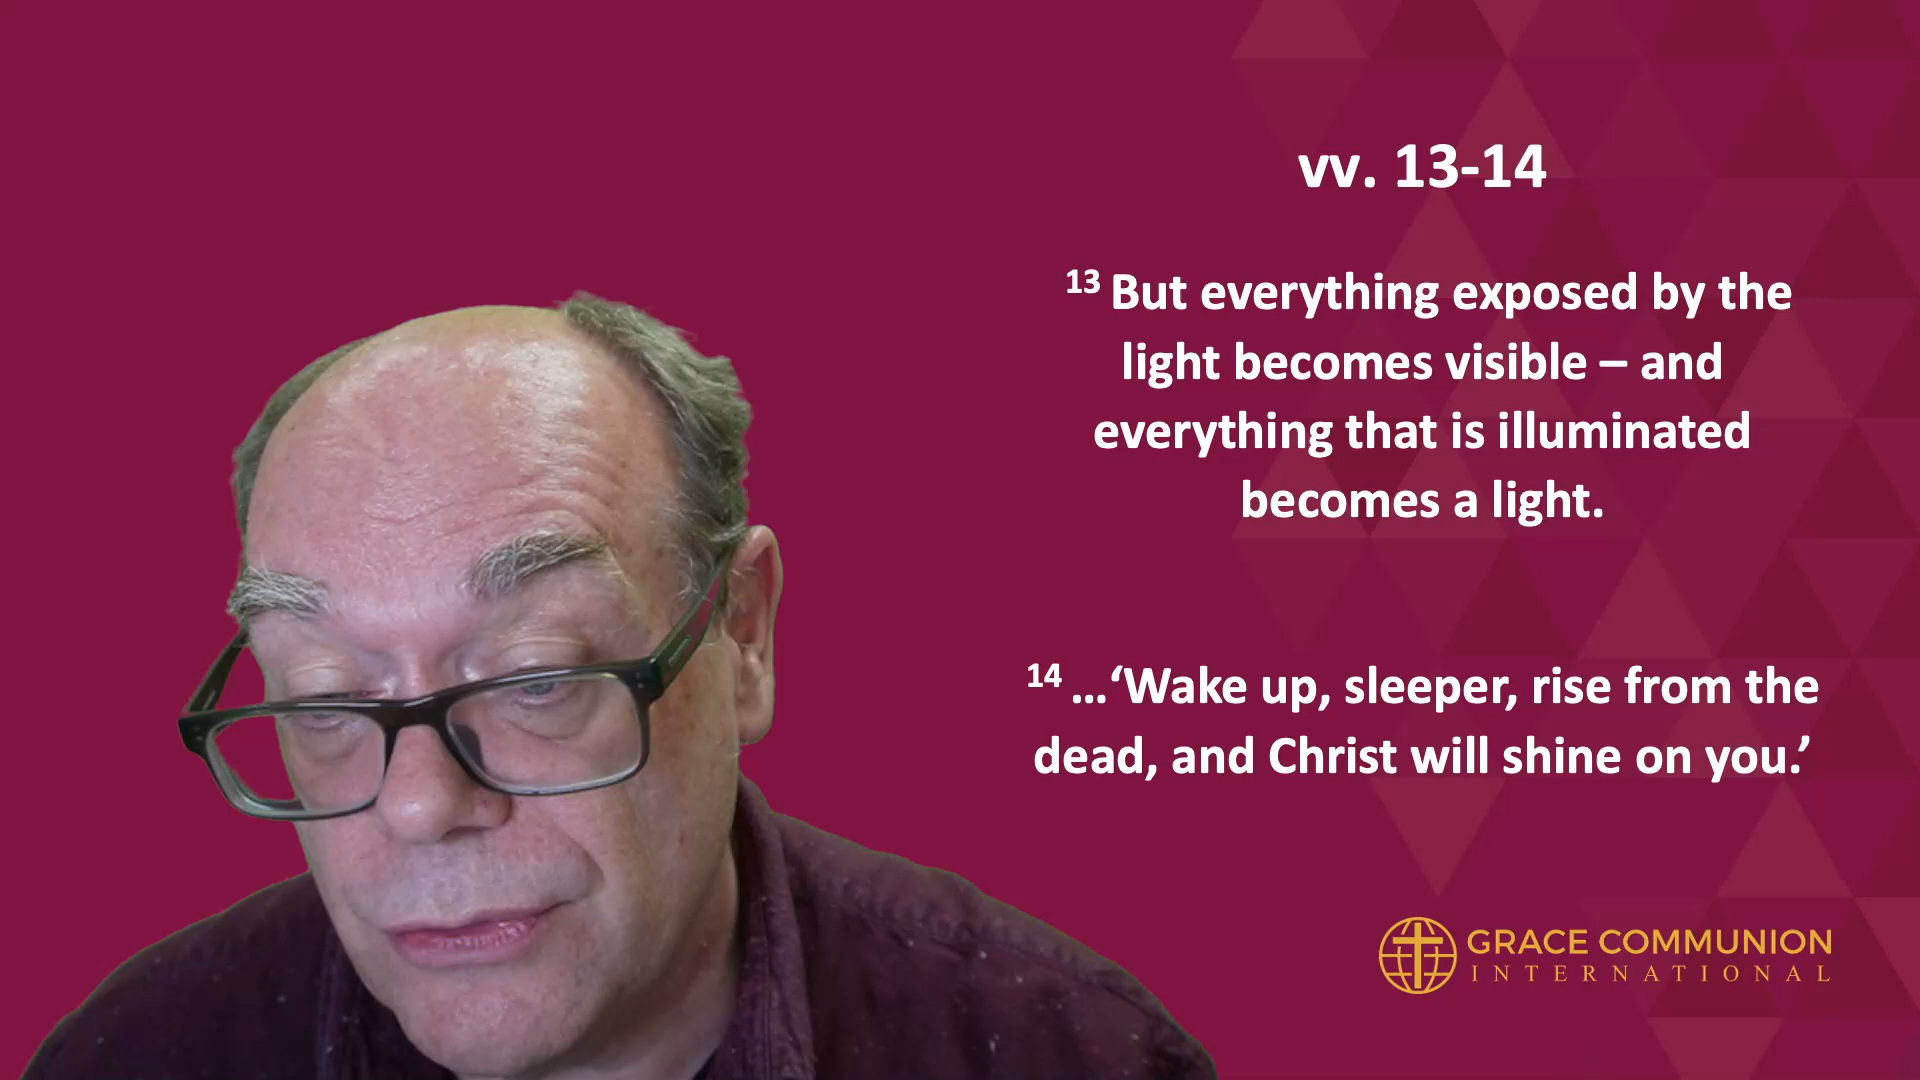 vv. 13-14
13 But everything exposed by the
light becomes visible – and
everything that is illuminated
becomes a light.
14 …‘Wake up, sleeper, rise from the
dead, and Christ will shine on you.’
GRACE COMMUNION
INTERNATIONAL